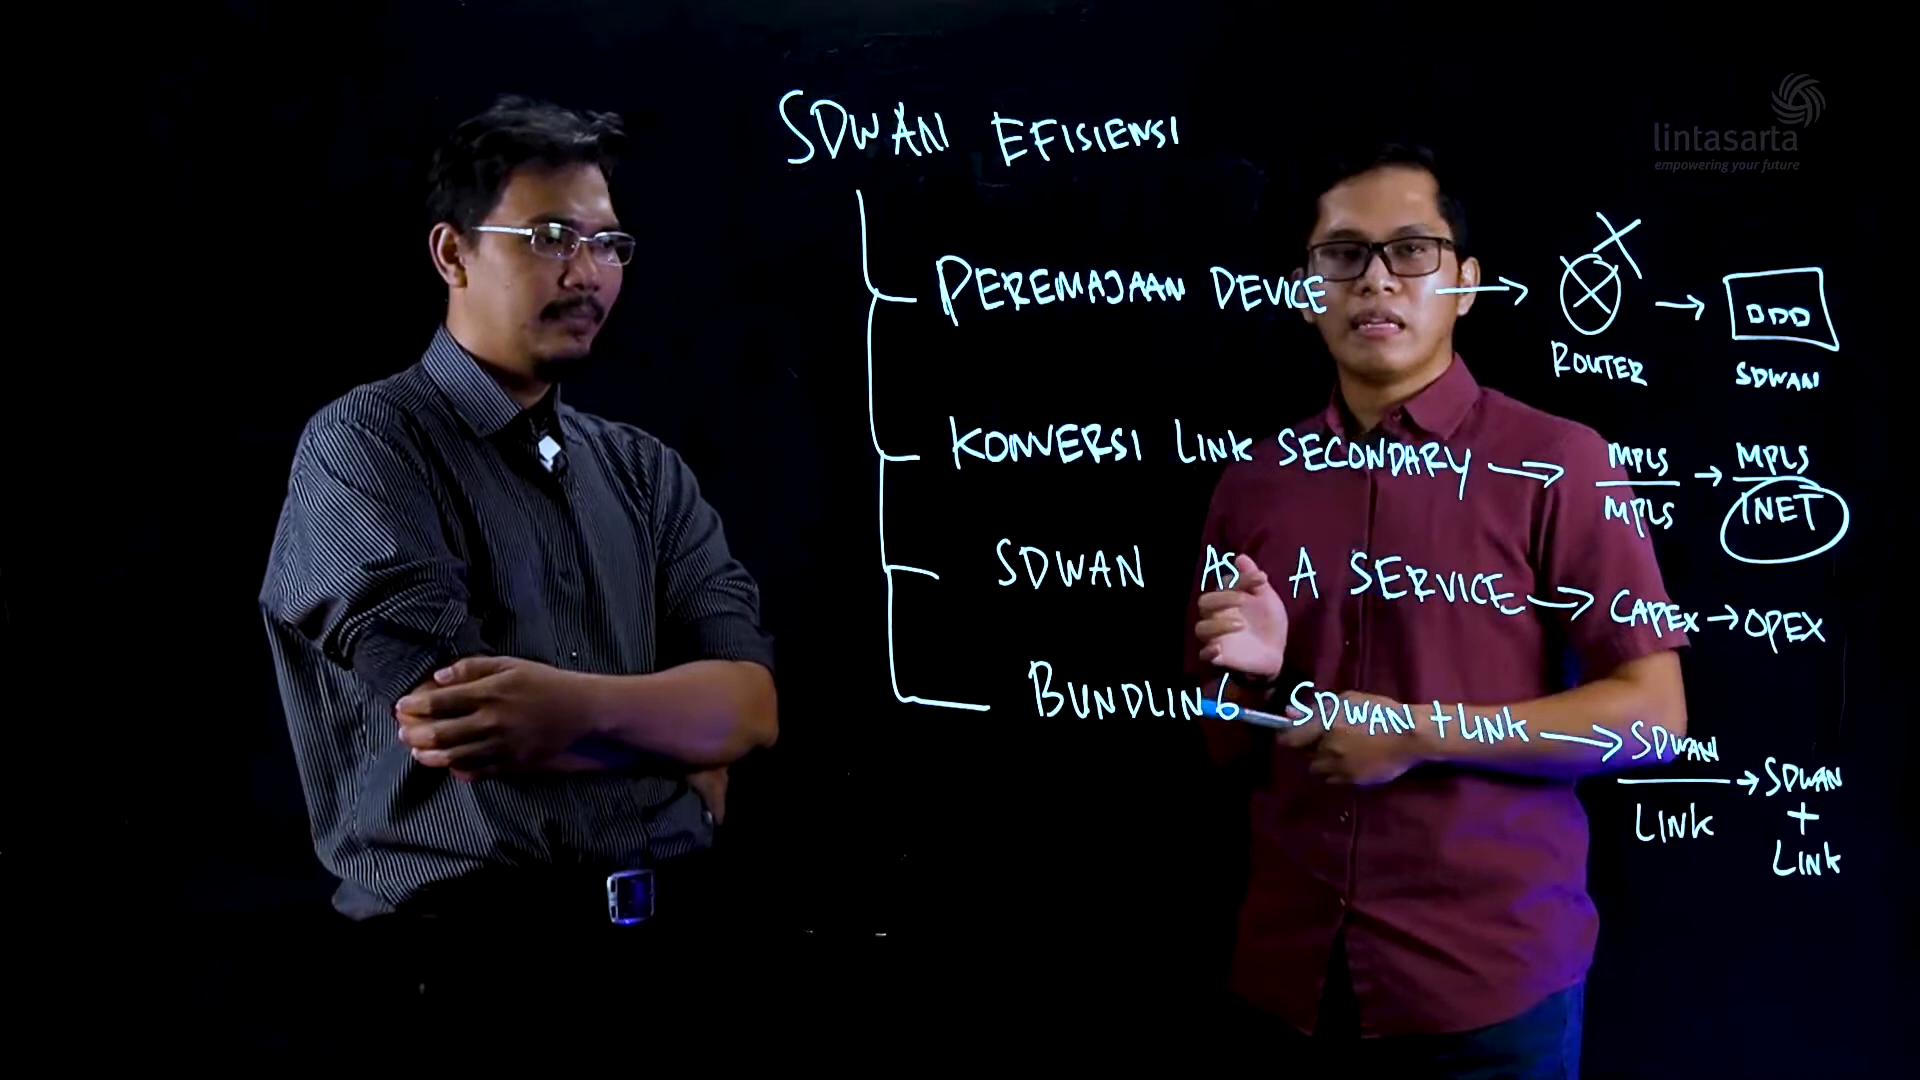 SDWAN EFISIENSI
lintasarta
empowering your future
PEREMAJAAN DEVICE → ROUTER → SDWAN
KONVERSI LINK SECONDARY → MPLS / MPLS → MPLS / INET
SDWAN AS A SERVICE → CAPEX → OPEX
BUNDLING SDWAN + LINK → SDWAN / LINK → SDWAN + LINK